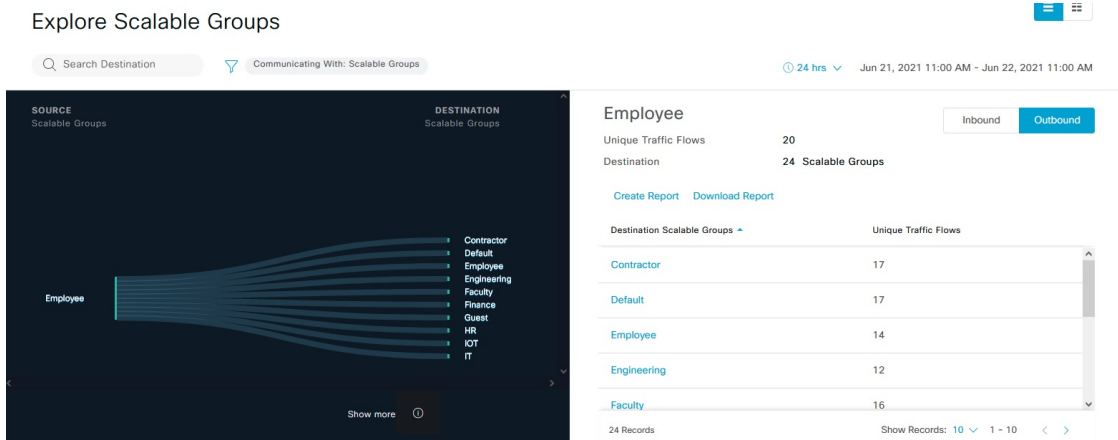 Explore Scalable Groups
Search Destination
Communicating With: Scalable Groups
24 hrs
Jun 21, 2021 11:00 AM - Jun 22, 2021 11:00 AM
SOURCE
Scalable Groups
DESTINATION
Scalable Groups
Employee
Contractor
Default
Employee
Engineering
Faculty
Finance
Guest
HR
IOT
IT
Show more
Employee
Inbound
Outbound
Unique Traffic Flows 20
Destination 24 Scalable Groups
Create Report Download Report
Destination Scalable Groups Unique Traffic Flows
Contractor 17
Default 17
Employee 14
Engineering 12
Faculty 16
24 Records Show Records: 10 1 - 10